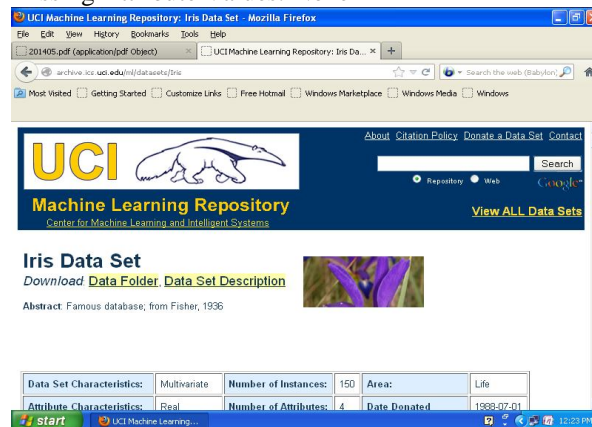 UCI Machine Learning Repository: Iris Data Set - Mozilla Firefox
File Edit View History Bookmarks Tools Help
201405.pdf (application/pdf Object) × UCI Machine Learning Repository: Iris Da... × +
archive.ics.uci.edu/ml/datasets/Iris Search the web (Babylon)
Most Visited Getting Started Customize Links Free Hotmail Windows Marketplace Windows Media Windows
About Citation Policy Donate a Data Set Contact
UCI
Search
Repository Web Google
Machine Learning Repository
View ALL Data Sets
Center for Machine Learning and Intelligent Systems
Iris Data Set
Download: Data Folder, Data Set Description
Abstract: Famous database; from Fisher, 1936
Data Set Characteristics: Multivariate Number of Instances: 150 Area: Life
Attribute Characteristics: Real Number of Attributes: 4 Date Donated 1988-07-01
start UCI Machine Learning... 12:23 PM